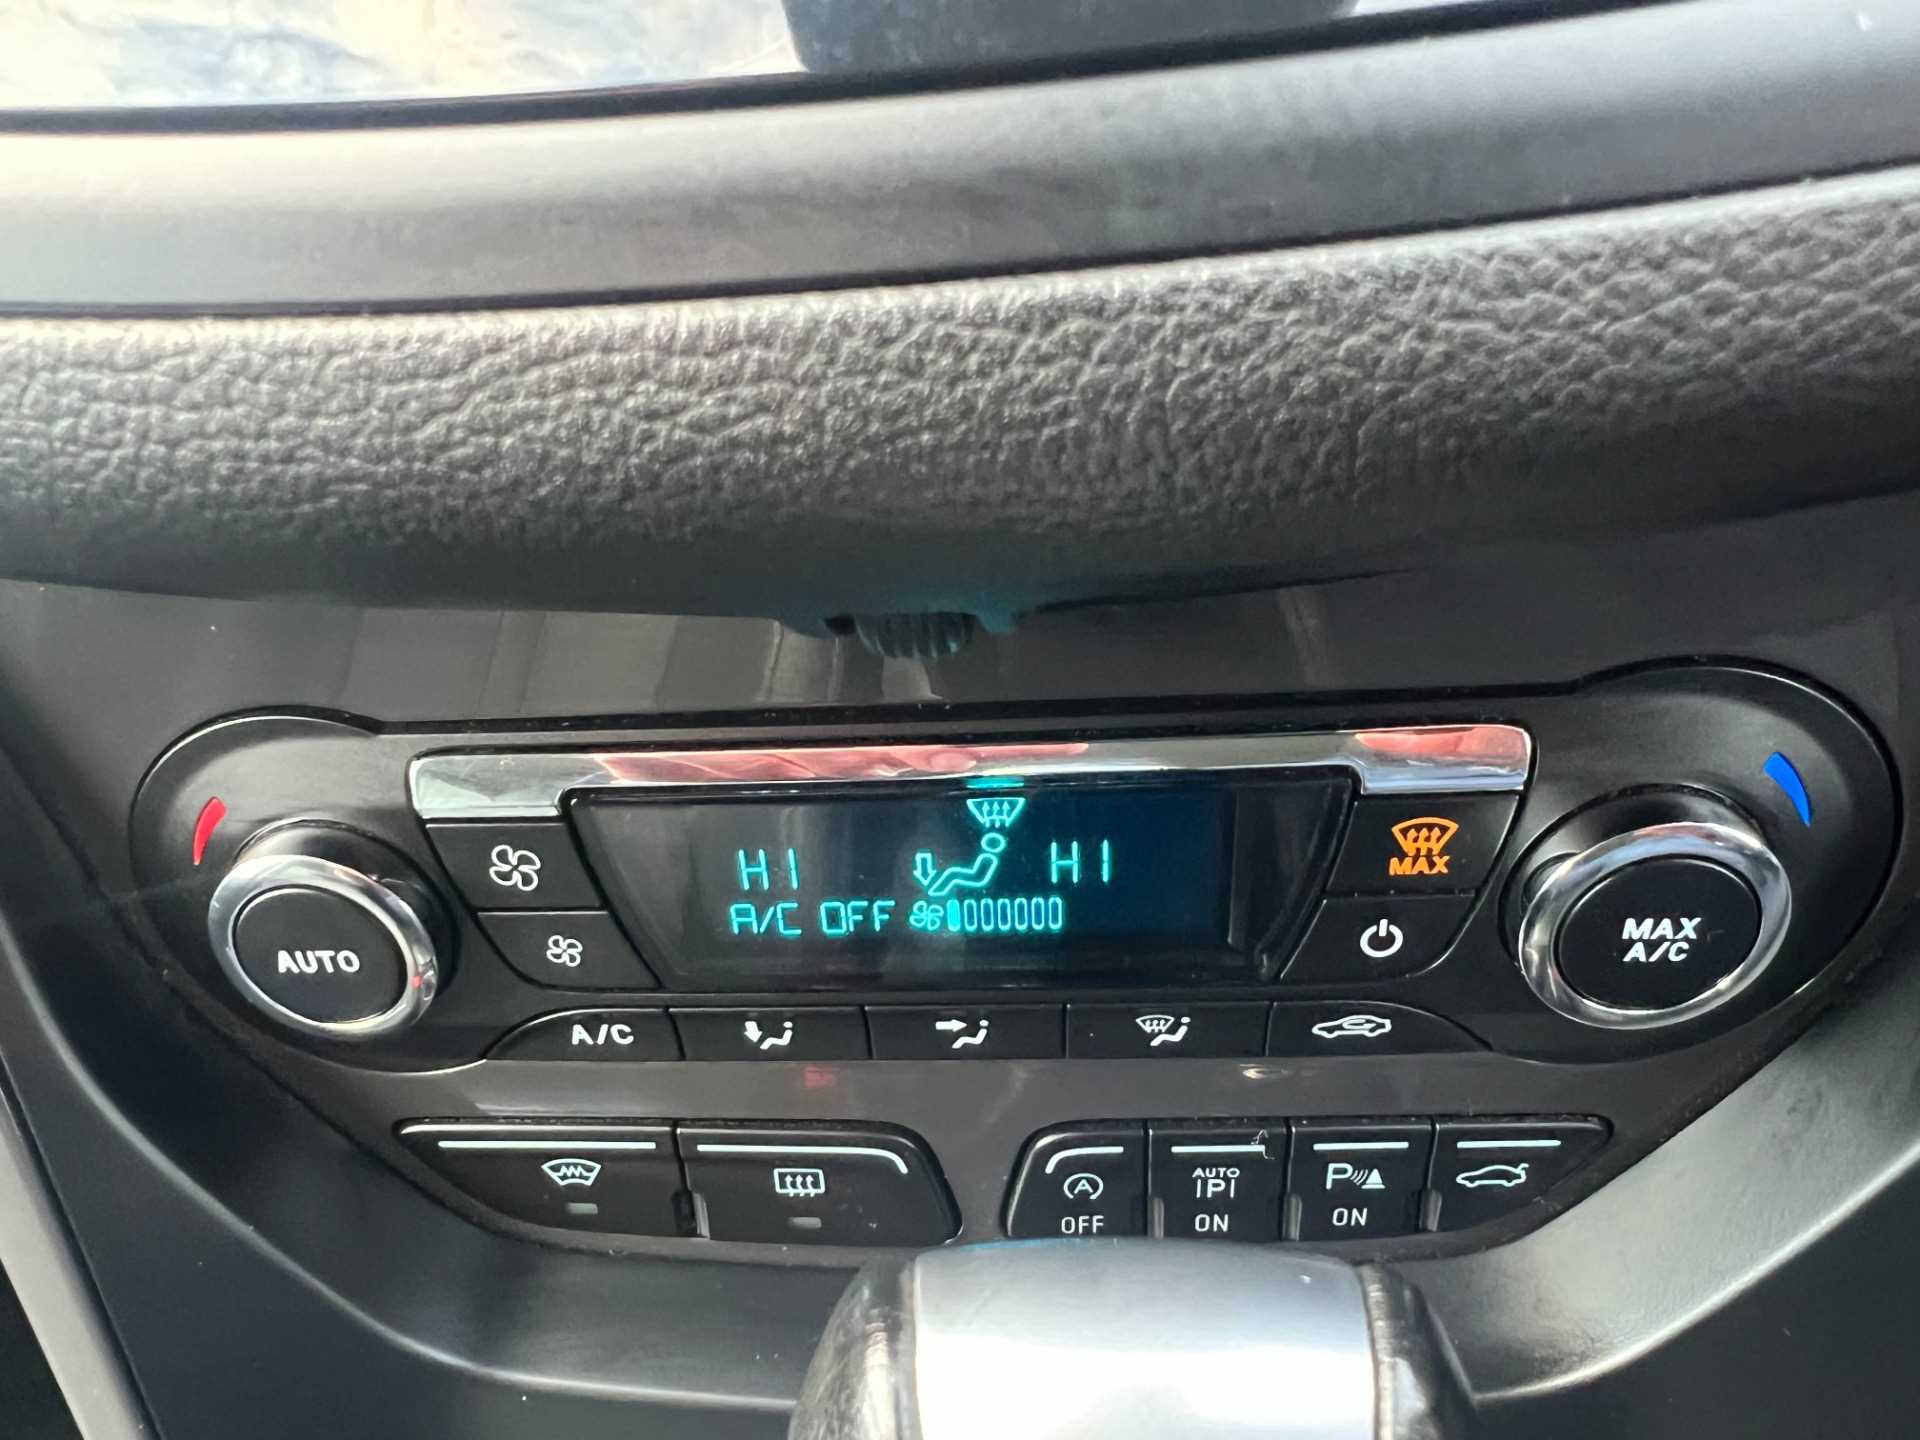 HI HI
MAX
A/C OFF
AUTO
MAX
A/C
A/C
A
OFF
AUTO
P
ON
P
ON